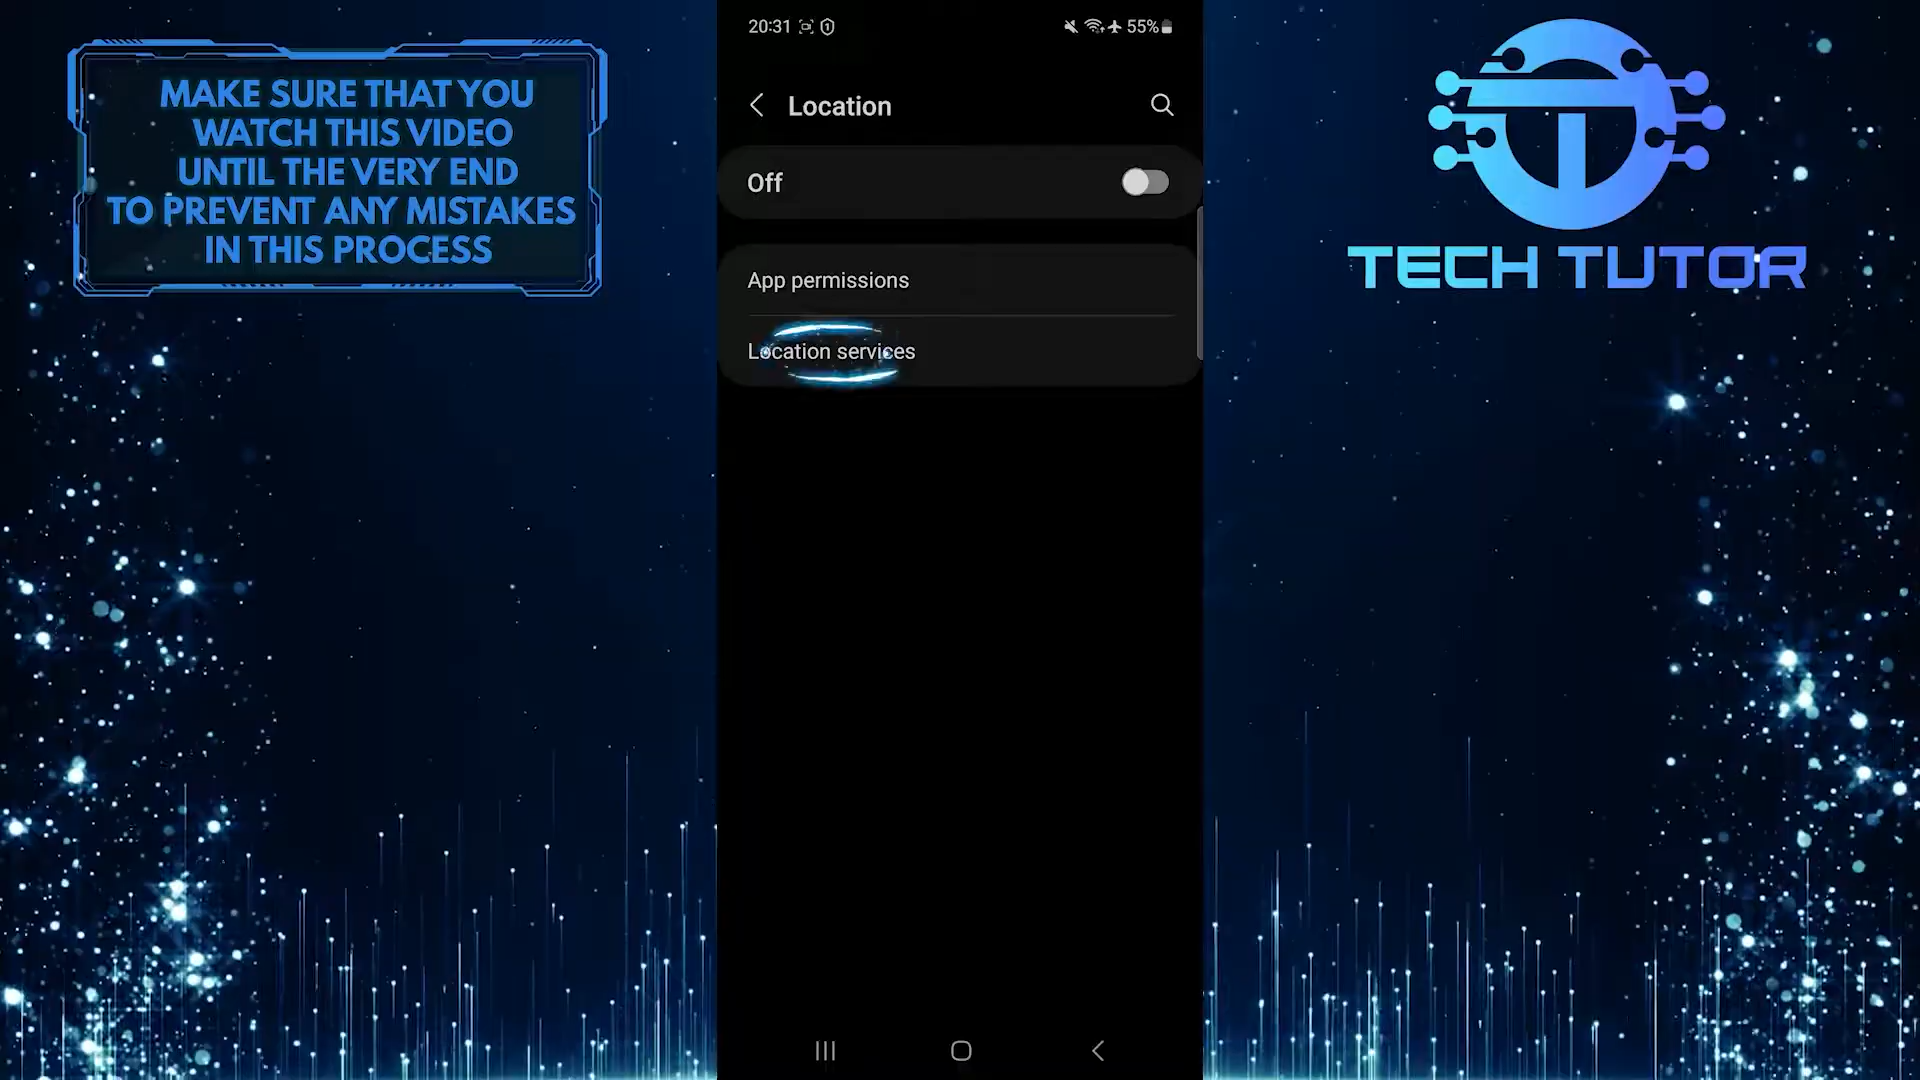 MAKE SURE THAT YOU
WATCH THIS VIDEO
UNTIL THE VERY END
TO PREVENT ANY MISTAKES
IN THIS PROCESS
20:31
55%
Location
Off
App permissions
Location services
TECH TUTOR